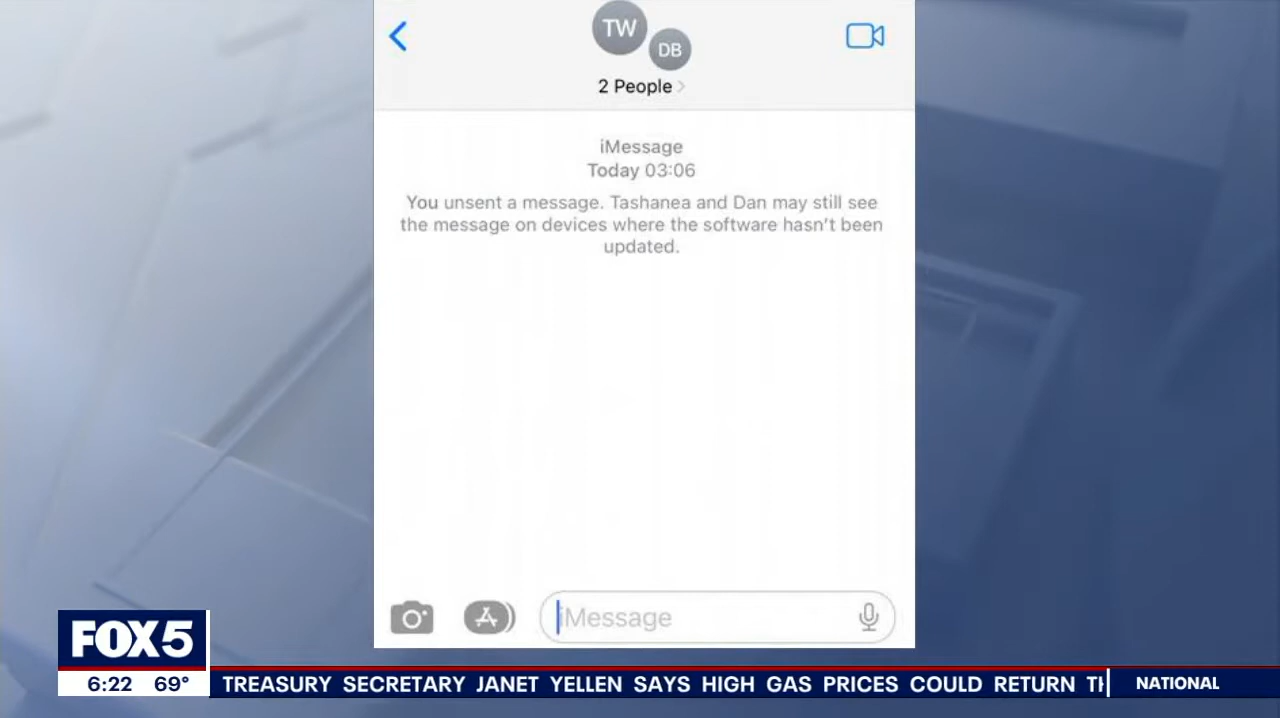 TW
DB
2 People
iMessage
Today 03:06
You unsent a message. Tashanea and Dan may still see
the message on devices where the software hasn't been
updated.
iMessage
FOX5
6:22 69°
TREASURY SECRETARY JANET YELLEN SAYS HIGH GAS PRICES COULD RETURN
NATIONAL